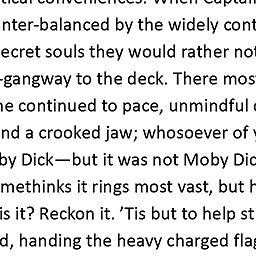 tical conveniences. When Captai
nter-balanced by the widely cont
ecret souls they would rather not
-gangway to the deck. There mos
ne continued to pace, unmindful
nd a crooked jaw; whosoever of
by Dick—but it was not Moby Dic
methinks it rings most vast, but h
is it? Reckon it. ’Tis but to help st
d, handing the heavy charged flag